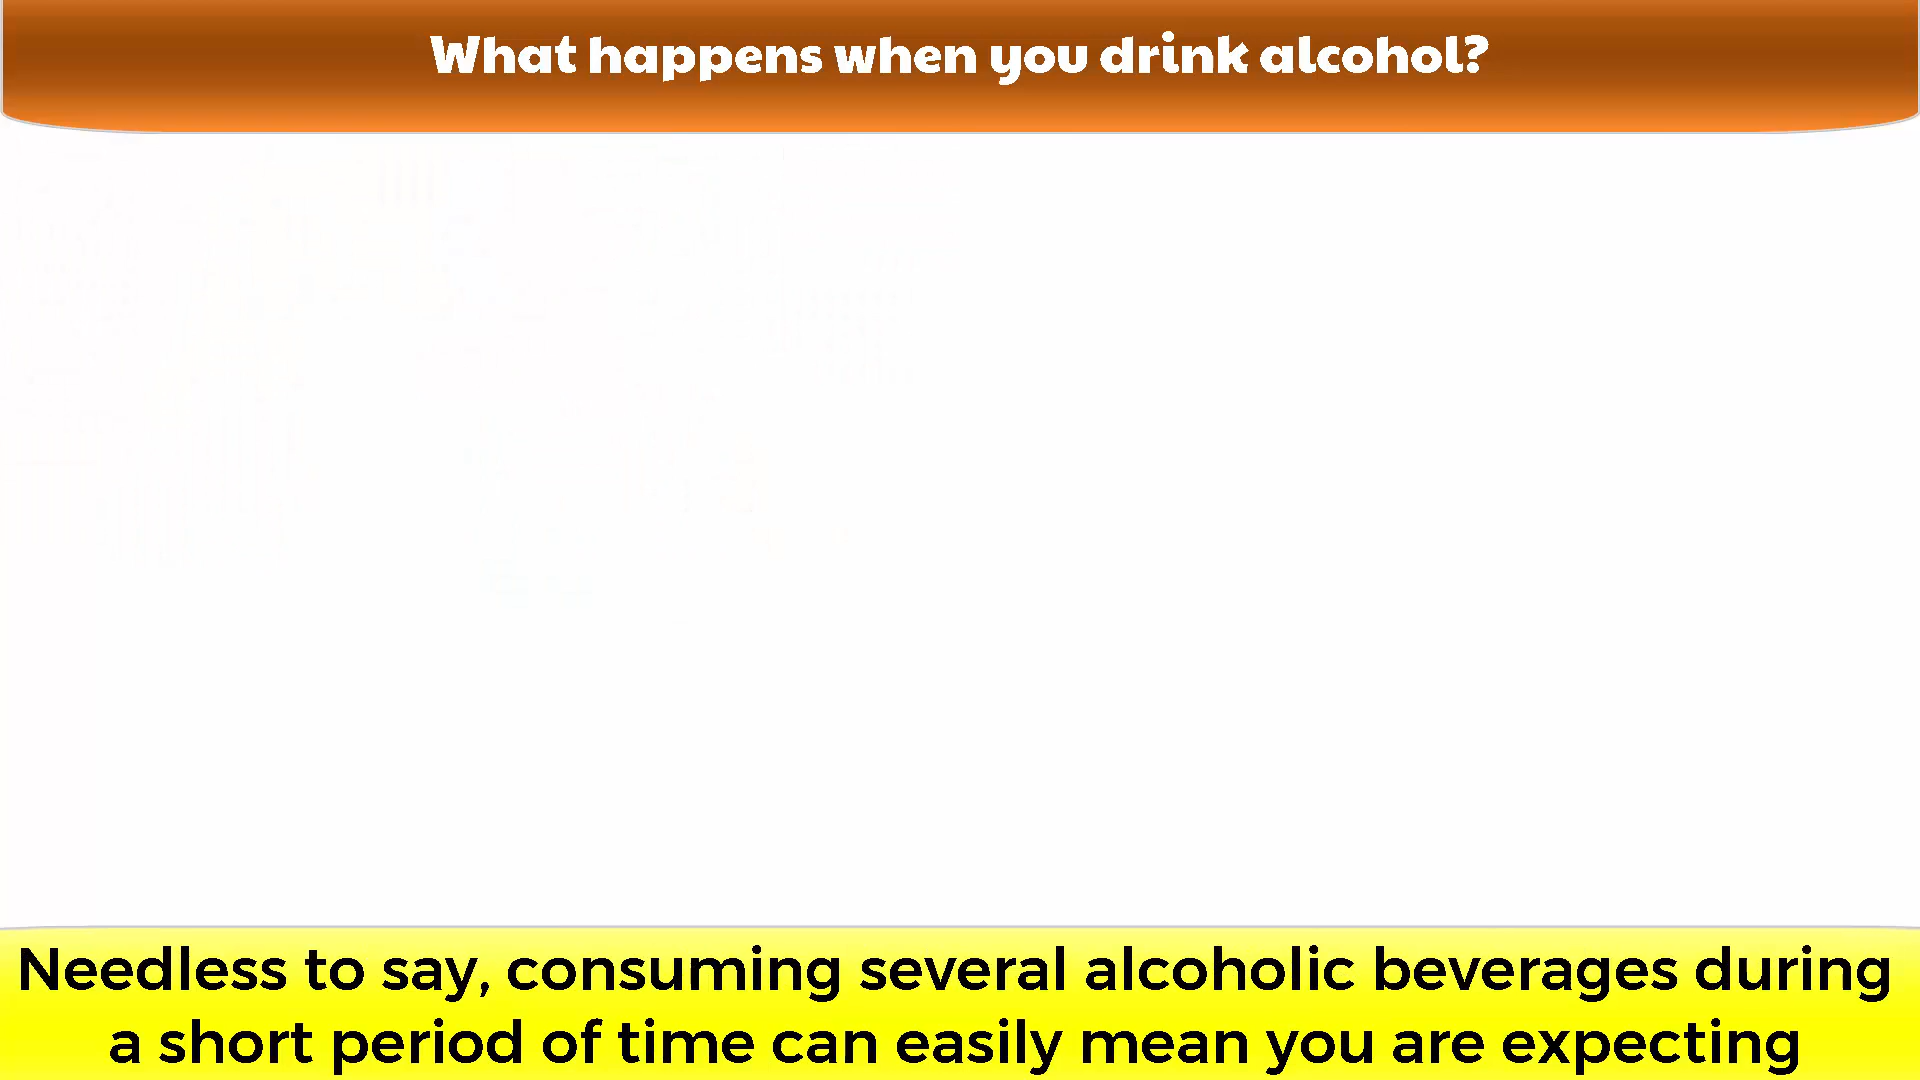 What happens when you drink alcohol?
Needless to say, consuming several alcoholic beverages during
a short period of time can easily mean you are expecting